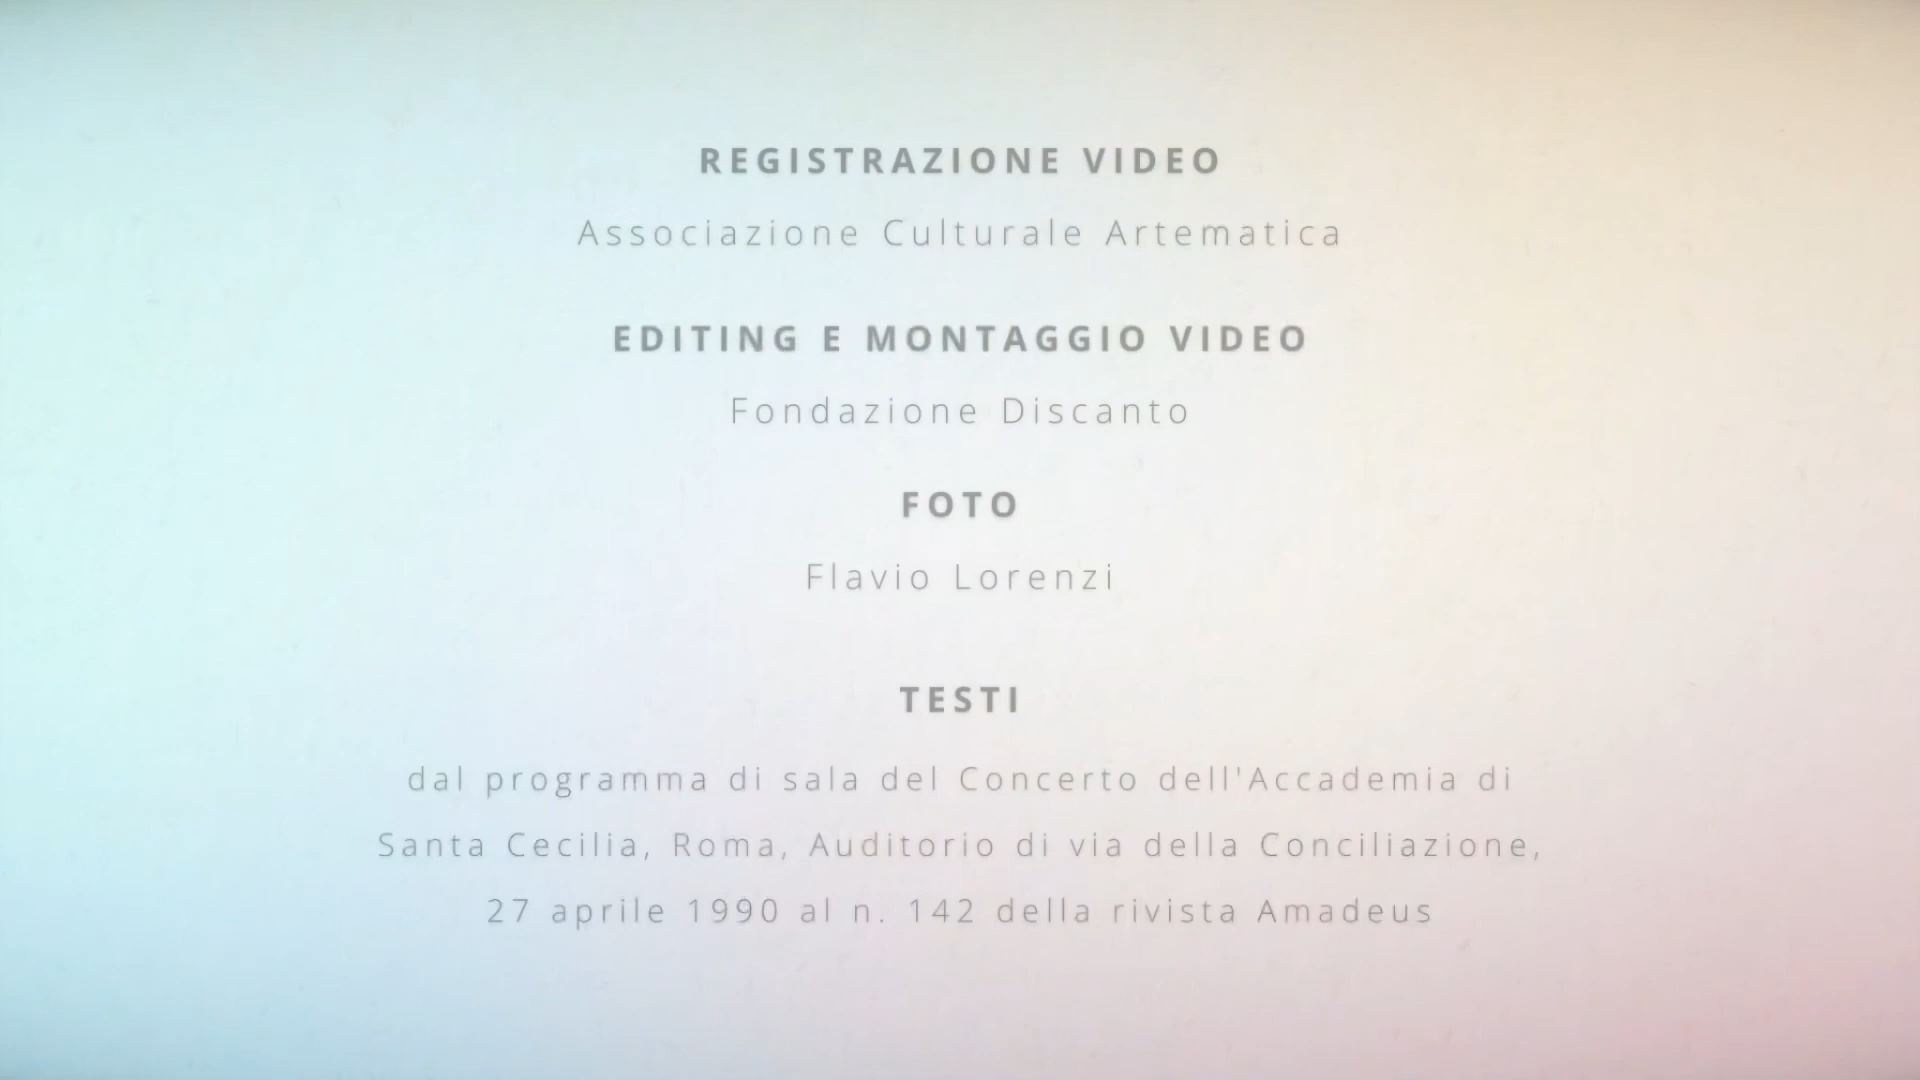 REGISTRAZIONE VIDEO
Associazione Culturale Artematica
EDITING E MONTAGGIO VIDEO
Fondazione Discanto
FOTO
Flavio Lorenzi
TESTI
dal programma di sala del Concerto dell'Accademia di
Santa Cecilia, Roma, Auditorio di via della Conciliazione,
27 aprile 1990 al n. 142 della rivista Amadeus